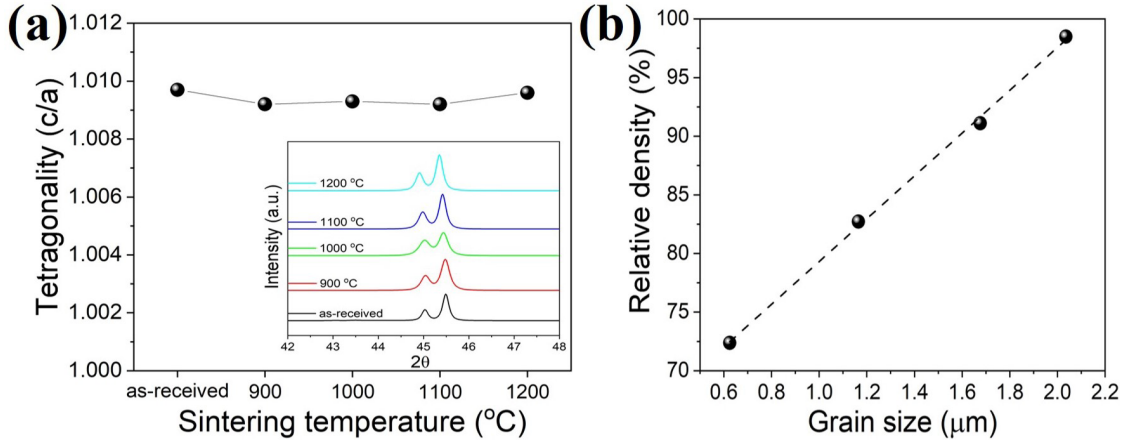 (a)
Tetragonality (c/a)
1.012
1.010
1.008
1.006
1.004
1.002
1.000
as-received 900 1000 1100 1200
Sintering temperature (°C)
Intensity (a.u.)
1200 °C
1100 °C
1000 °C
900 °C
as-received
42 43 44 45 46 47 48
2θ
(b)
Relative density (%)
100
95
90
85
80
75
70
0.6 0.8 1.0 1.2 1.4 1.6 1.8 2.0 2.2
Grain size (μm)